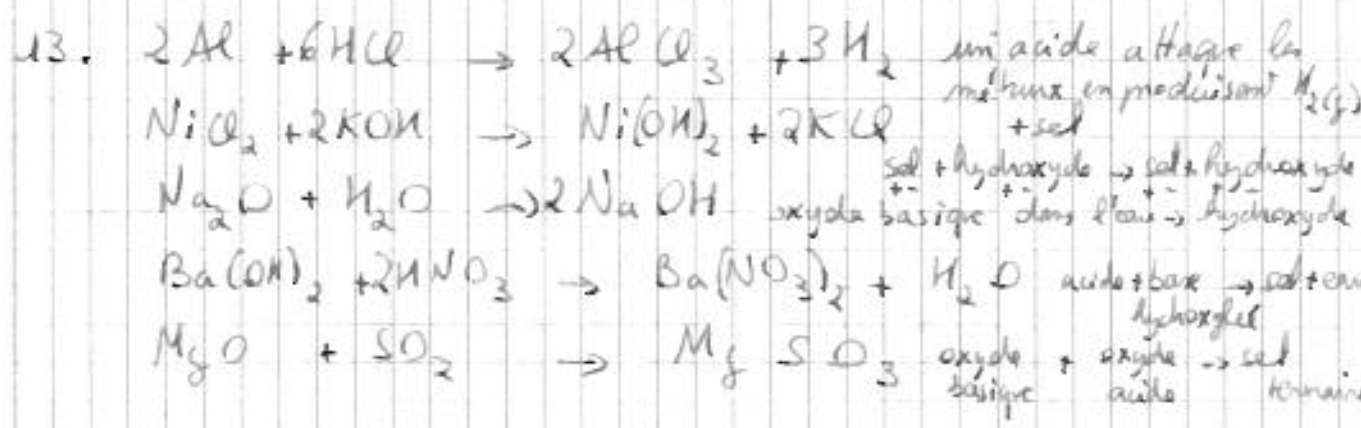 13. 2Al + 6HCl → 2AlCl₃ + 3H₂ un acide attaque les
métaux en produisant H₂(g)
+ sel
NiCl₂ + 2KOH → Ni(OH)₂ + 2KCl
sel + hydroxyde → sel + hydroxyde
+- +- +- +-
Na₂O + H₂O → 2NaOH oxyde basique dans l'eau → hydroxyde
Ba(OH)₂ + 2HNO₃ → Ba(NO₃)₂ + H₂O acide + base → sel + eau
hydroxylée
MgO + SO₂ → MgSO₃ oxyde + oxyde → sel
basique acide ternaire